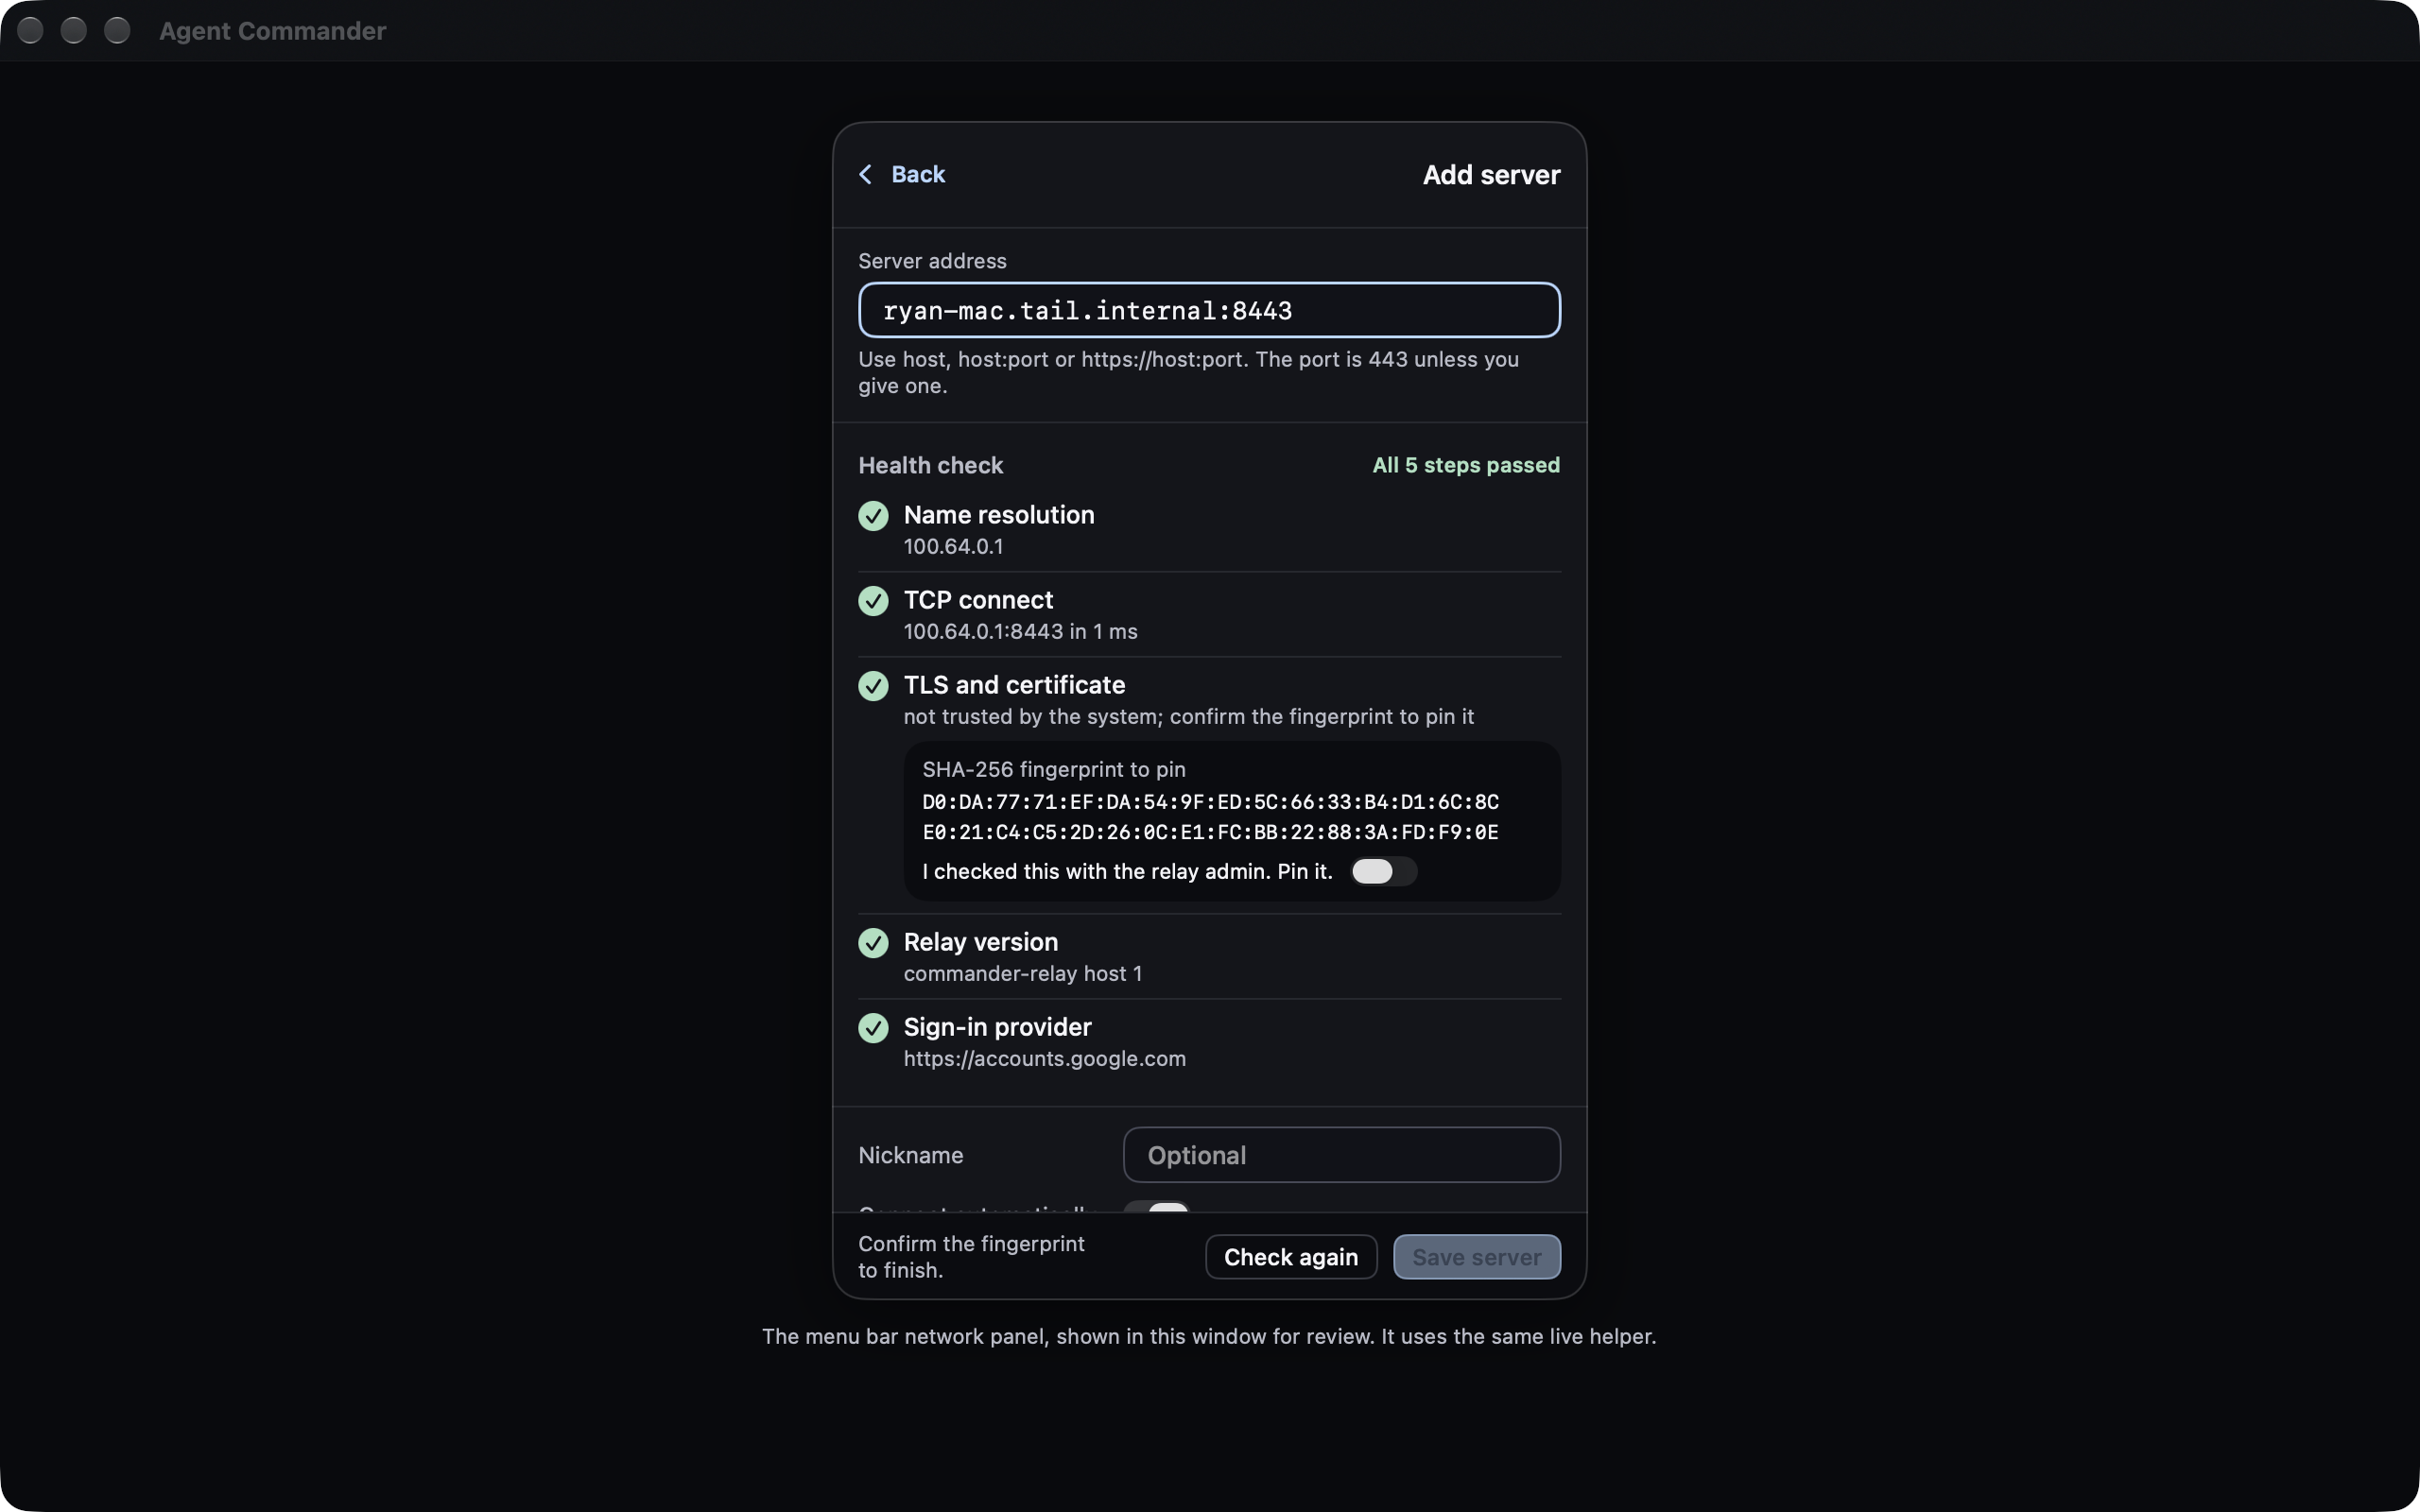 Agent Commander
Back
Add server
Server address
ryan-mac.tail.internal:8443
Use host, host:port or https://host:port. The port is 443 unless you
give one.
Health check
All 5 steps passed
Name resolution
100.64.0.1
TCP connect
100.64.0.1:8443 in 1 ms
TLS and certificate
not trusted by the system; confirm the fingerprint to pin it
SHA-256 fingerprint to pin
D0:DA:77:71:EF:DA:54:9F:ED:5C:66:33:B4:D1:6C:8C
E0:21:C4:C5:2D:26:0C:E1:FC:BB:22:88:3A:FD:F9:0E
I checked this with the relay admin. Pin it.
Relay version
commander-relay host 1
Sign-in provider
https://accounts.google.com
Nickname
Optional
Connect automatically
Confirm the fingerprint
to finish.
Check again
Save server
The menu bar network panel, shown in this window for review. It uses the same live helper.